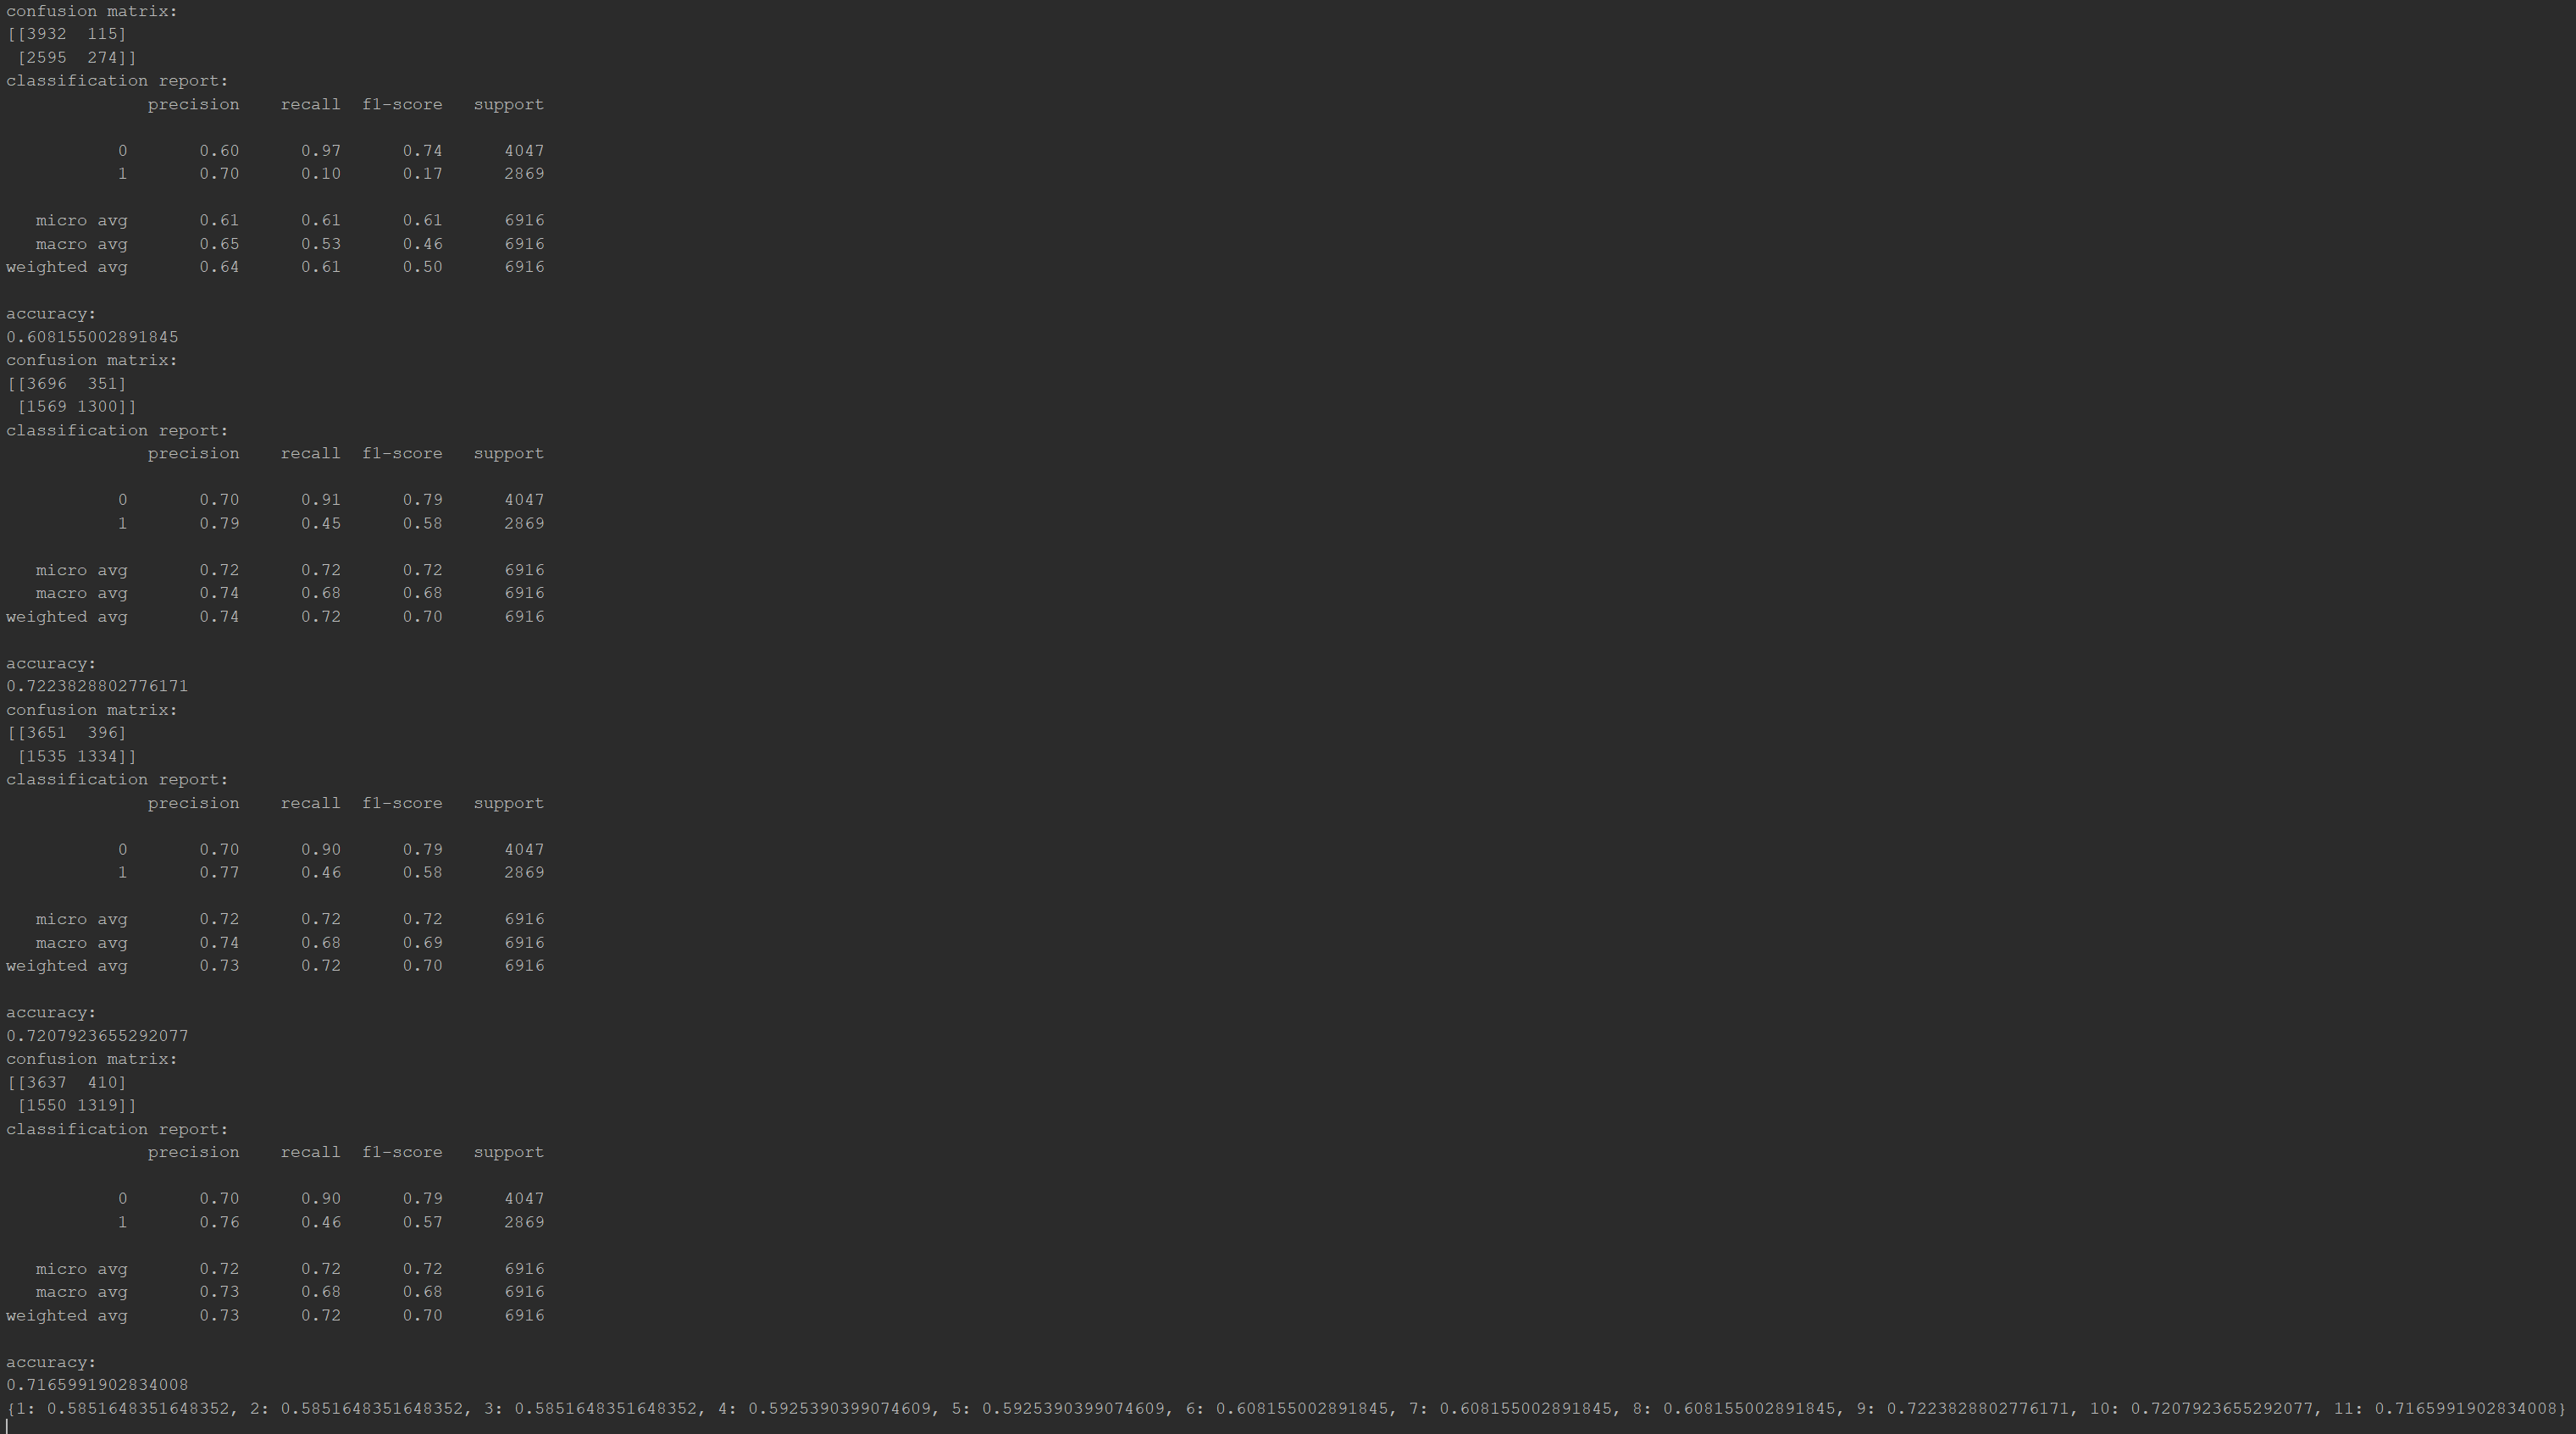 confusion matrix:
[[3932  115]
 [2595  274]]
classification report:
              precision    recall  f1-score   support

           0       0.60      0.97      0.74      4047
           1       0.70      0.10      0.17      2869

   micro avg       0.61      0.61      0.61      6916
   macro avg       0.65      0.53      0.46      6916
weighted avg       0.64      0.61      0.50      6916

accuracy:
0.608155002891845
confusion matrix:
[[3696  351]
 [1569 1300]]
classification report:
              precision    recall  f1-score   support

           0       0.70      0.91      0.79      4047
           1       0.79      0.45      0.58      2869

   micro avg       0.72      0.72      0.72      6916
   macro avg       0.74      0.68      0.68      6916
weighted avg       0.74      0.72      0.70      6916

accuracy:
0.7223828802776171
confusion matrix:
[[3651  396]
 [1535 1334]]
classification report:
              precision    recall  f1-score   support

           0       0.70      0.90      0.79      4047
           1       0.77      0.46      0.58      2869

   micro avg       0.72      0.72      0.72      6916
   macro avg       0.74      0.68      0.69      6916
weighted avg       0.73      0.72      0.70      6916

accuracy:
0.7207923655292077
confusion matrix:
[[3637  410]
 [1550 1319]]
classification report:
              precision    recall  f1-score   support

           0       0.70      0.90      0.79      4047
           1       0.76      0.46      0.57      2869

   micro avg       0.72      0.72      0.72      6916
   macro avg       0.73      0.68      0.68      6916
weighted avg       0.73      0.72      0.70      6916

accuracy:
0.7165991902834008
{1: 0.5851648351648352, 2: 0.5851648351648352, 3: 0.5851648351648352, 4: 0.5925390399074609, 5: 0.5925390399074609, 6: 0.608155002891845, 7: 0.608155002891845, 8: 0.608155002891845, 9: 0.7223828802776171, 10: 0.7207923655292077, 11: 0.7165991902834008}